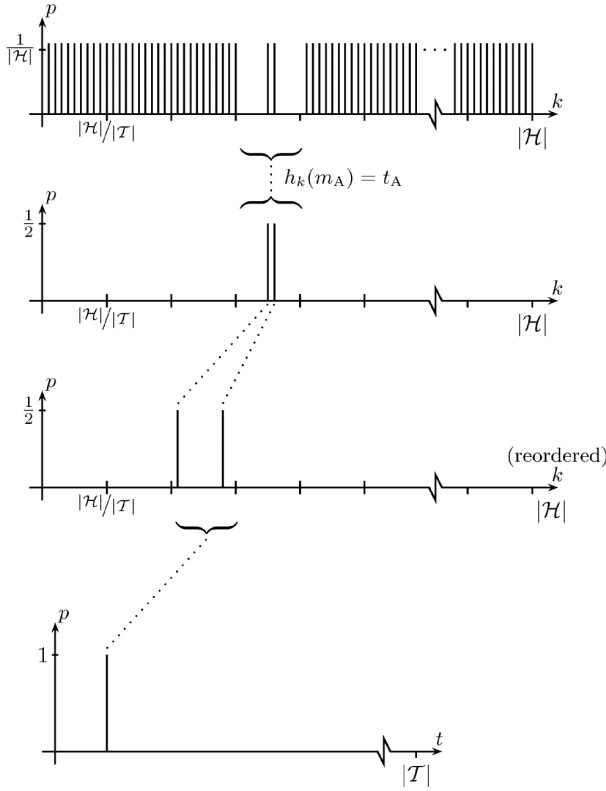 p
1/|ℋ|
· · ·
k
|ℋ|/|𝒯|
|ℋ|
h_k(m_A) = t_A
p
1/2
k
|ℋ|/|𝒯|
|ℋ|
p
1/2
(reordered)
k
|ℋ|/|𝒯|
|ℋ|
p
1
t
|𝒯|